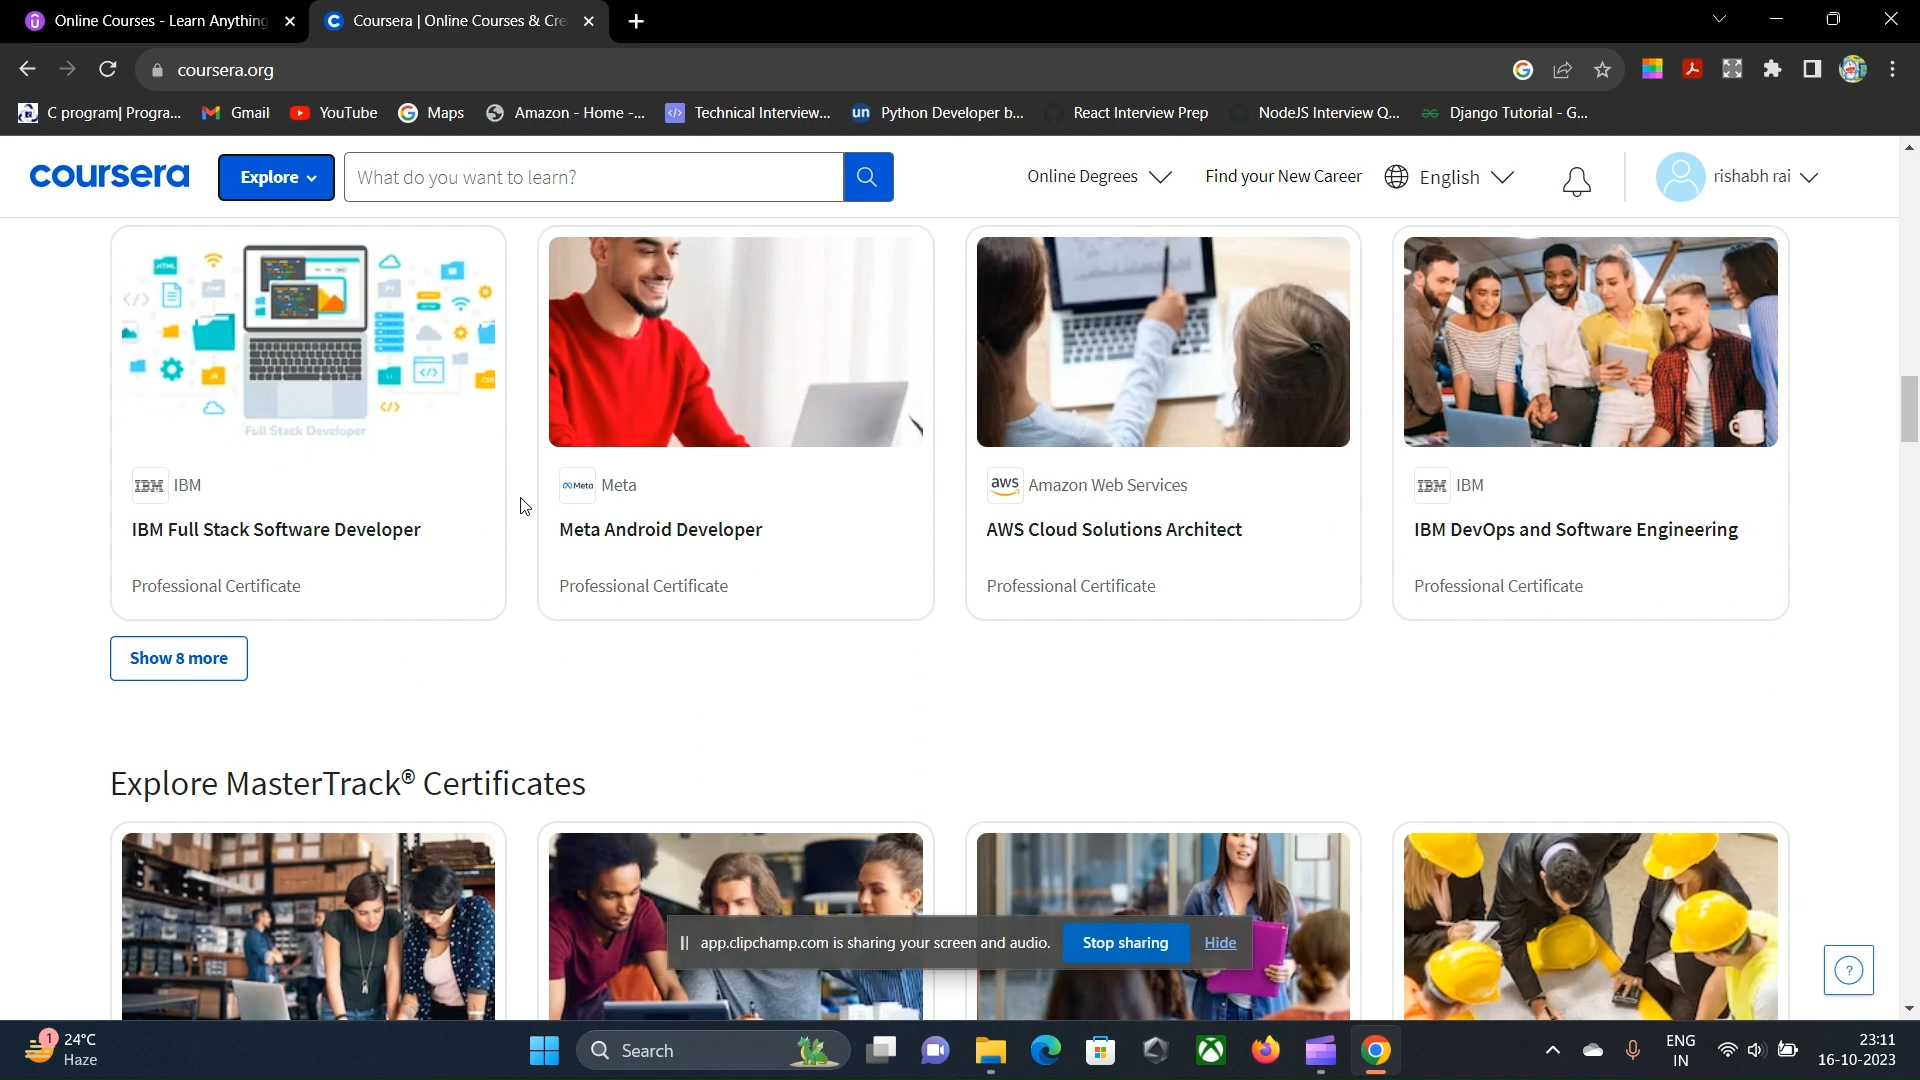 Online Courses - Learn Anything
Coursera | Online Courses & Cre
coursera.org
C program| Progra...
Gmail
YouTube
Maps
Amazon - Home -...
Technical Interview...
un
Python Developer b...
React Interview Prep
NodeJS Interview Q...
Django Tutorial - G...
coursera
Explore
What do you want to learn?
Online Degrees
Find your New Career
English
rishabh rai
Full Stack Developer
IBM IBM
Meta Meta
aws Amazon Web Services
IBM IBM
IBM Full Stack Software Developer
Meta Android Developer
AWS Cloud Solutions Architect
IBM DevOps and Software Engineering
Professional Certificate
Professional Certificate
Professional Certificate
Professional Certificate
Show 8 more
Explore MasterTrack® Certificates
app.clipchamp.com is sharing your screen and audio.
Stop sharing
Hide
?
1
24°C
Haze
Search
ENG
IN
23:11
16-10-2023